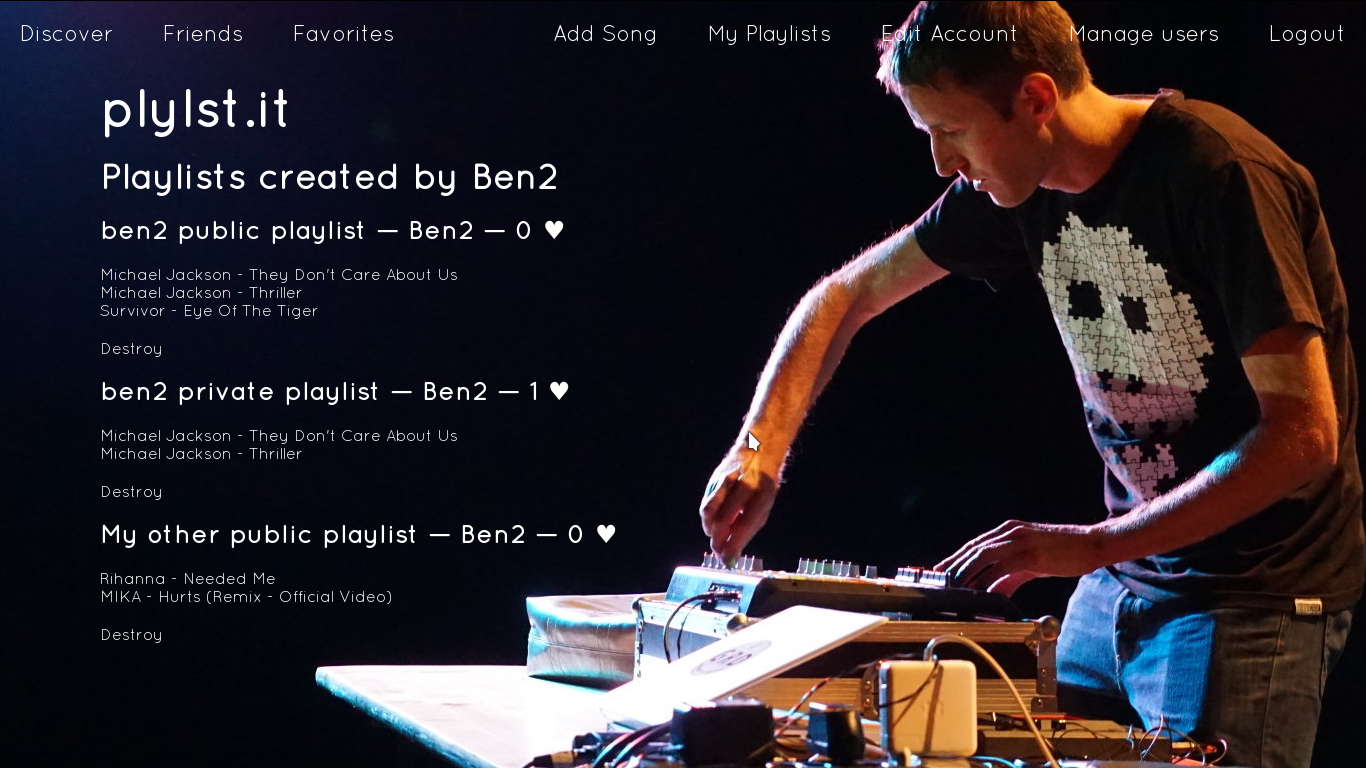 Discover Friends Favorites Add Song My Playlists Edit Account Manage users Logout
plylst.it
Playlists created by Ben2
ben2 public playlist — Ben2 — 0 ♥
Michael Jackson - They Don't Care About Us
Michael Jackson - Thriller
Survivor - Eye Of The Tiger
Destroy
ben2 private playlist — Ben2 — 1 ♥
Michael Jackson - They Don't Care About Us
Michael Jackson - Thriller
Destroy
My other public playlist — Ben2 — 0 ♥
Rihanna - Needed Me
MIKA - Hurts (Remix - Official Video)
Destroy